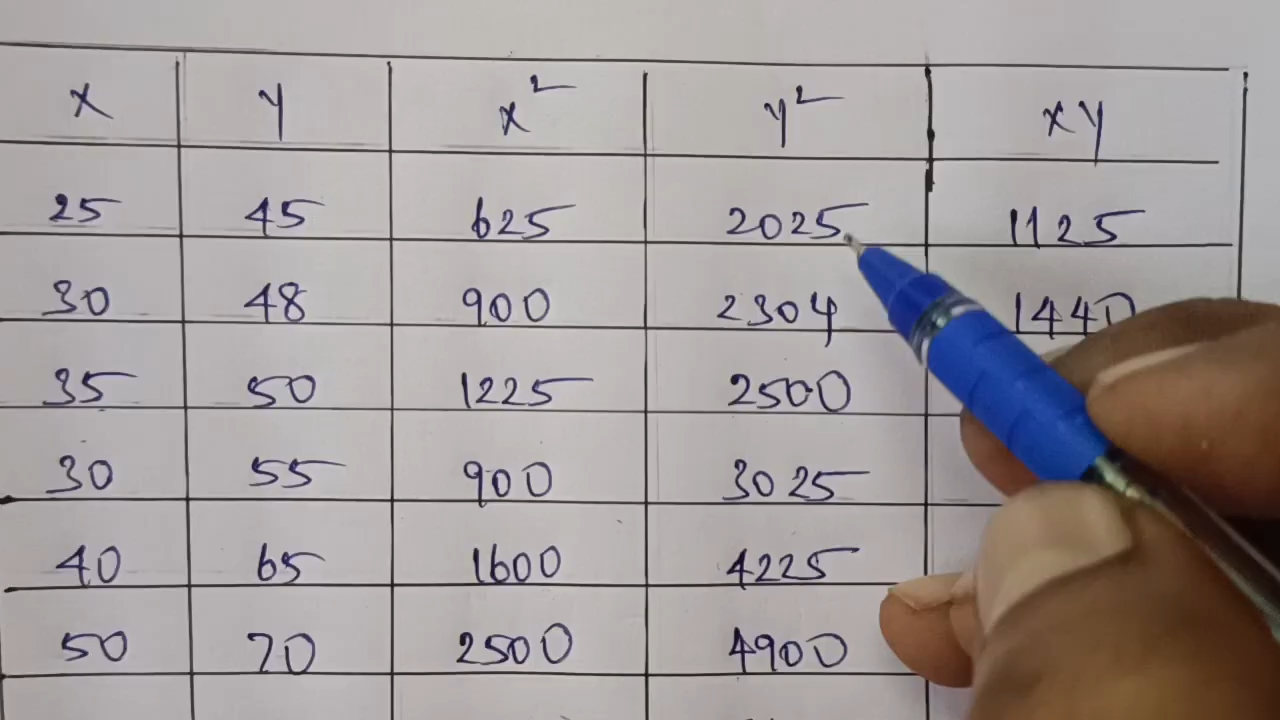 x y x² y² xy
25 45 625 2025 1125
30 48 900 2304 1440
35 50 1225 2500
30 55 900 3025
40 65 1600 4225
50 70 2500 4900